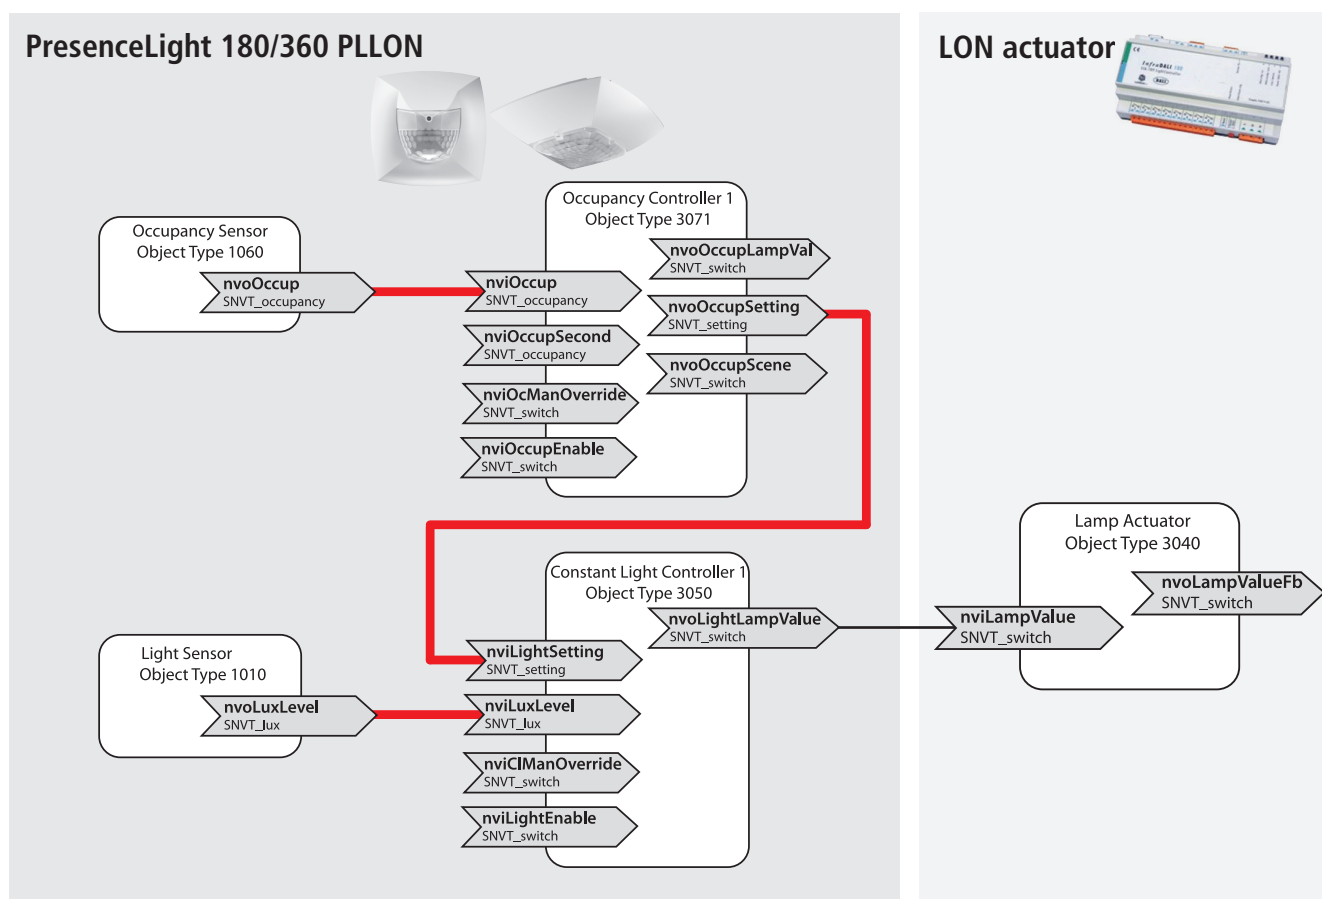 PresenceLight 180/360 PLLON
LON actuator
InfraDALI
DALI
Occupancy Controller 1
Object Type 3071
Occupancy Sensor
Object Type 1060
nvoOccup
SNVT_occupancy
nviOccup
SNVT_occupancy
nviOccupSecond
SNVT_occupancy
nviOcManOverride
SNVT_switch
nviOccupEnable
SNVT_switch
nvoOccupLampVal
SNVT_switch
nvoOccupSetting
SNVT_setting
nvoOccupScene
SNVT_switch
Lamp Actuator
Object Type 3040
nvoLampValueFb
SNVT_switch
nviLampValue
SNVT_switch
Constant Light Controller 1
Object Type 3050
nvoLightLampValue
SNVT_switch
Light Sensor
Object Type 1010
nvoLuxLevel
SNVT_lux
nviLightSetting
SNVT_setting
nviLuxLevel
SNVT_lux
nviClManOverride
SNVT_switch
nviLightEnable
SNVT_switch